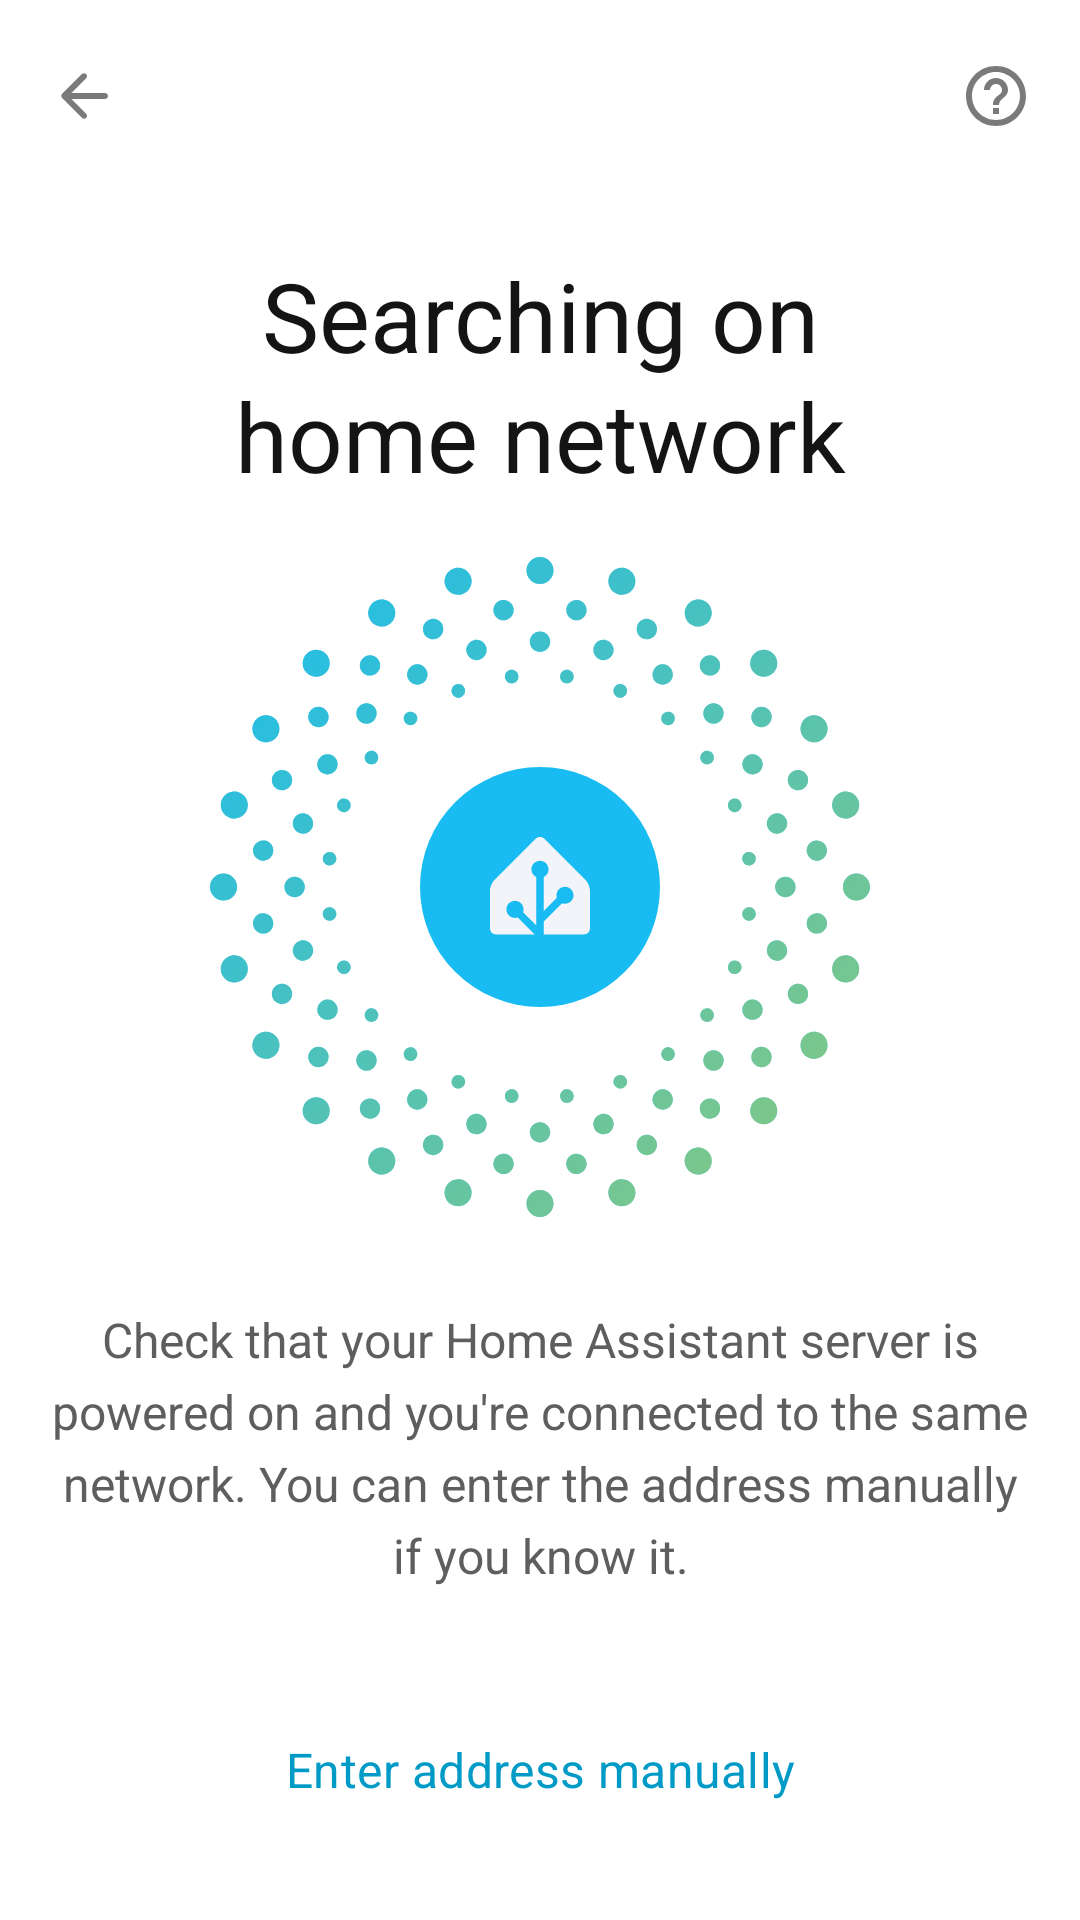 Searching on
home network
Check that your Home Assistant server is
powered on and you're connected to the same
network. You can enter the address manually
if you know it.
Enter address manually